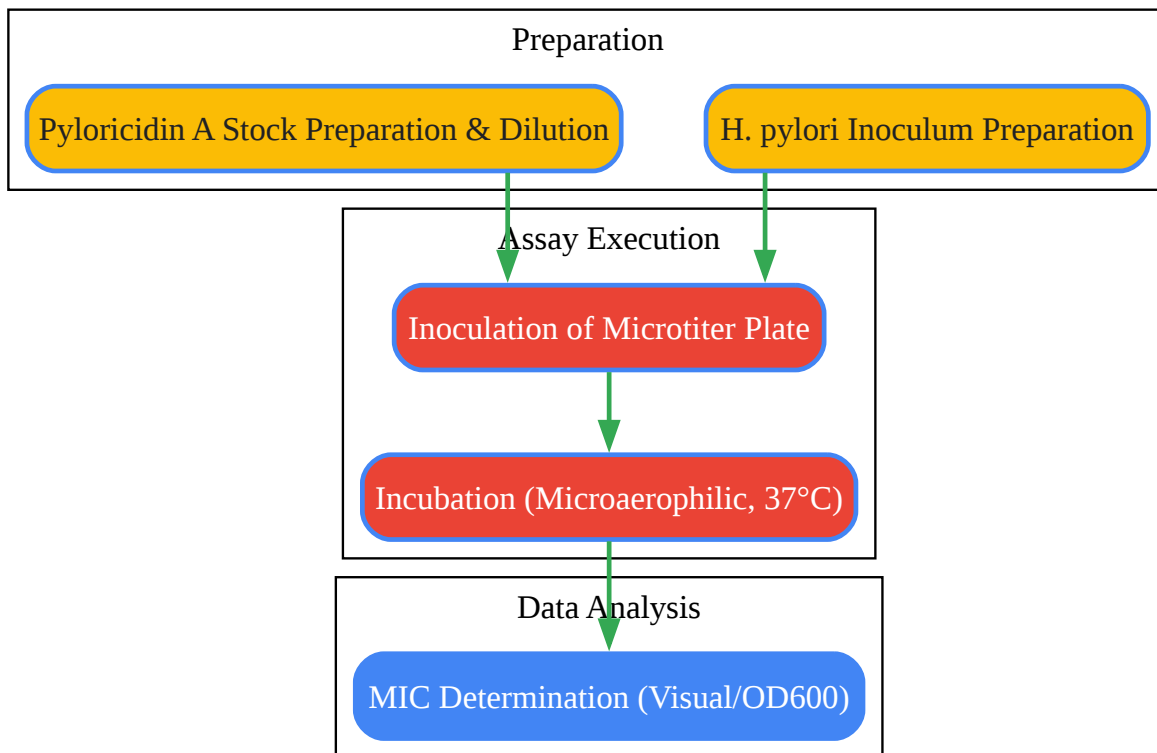 Preparation
Pyloricidin A Stock Preparation & Dilution
H. pylori Inoculum Preparation
Assay Execution
Inoculation of Microtiter Plate
Incubation (Microaerophilic, 37°C)
Data Analysis
MIC Determination (Visual/OD600)